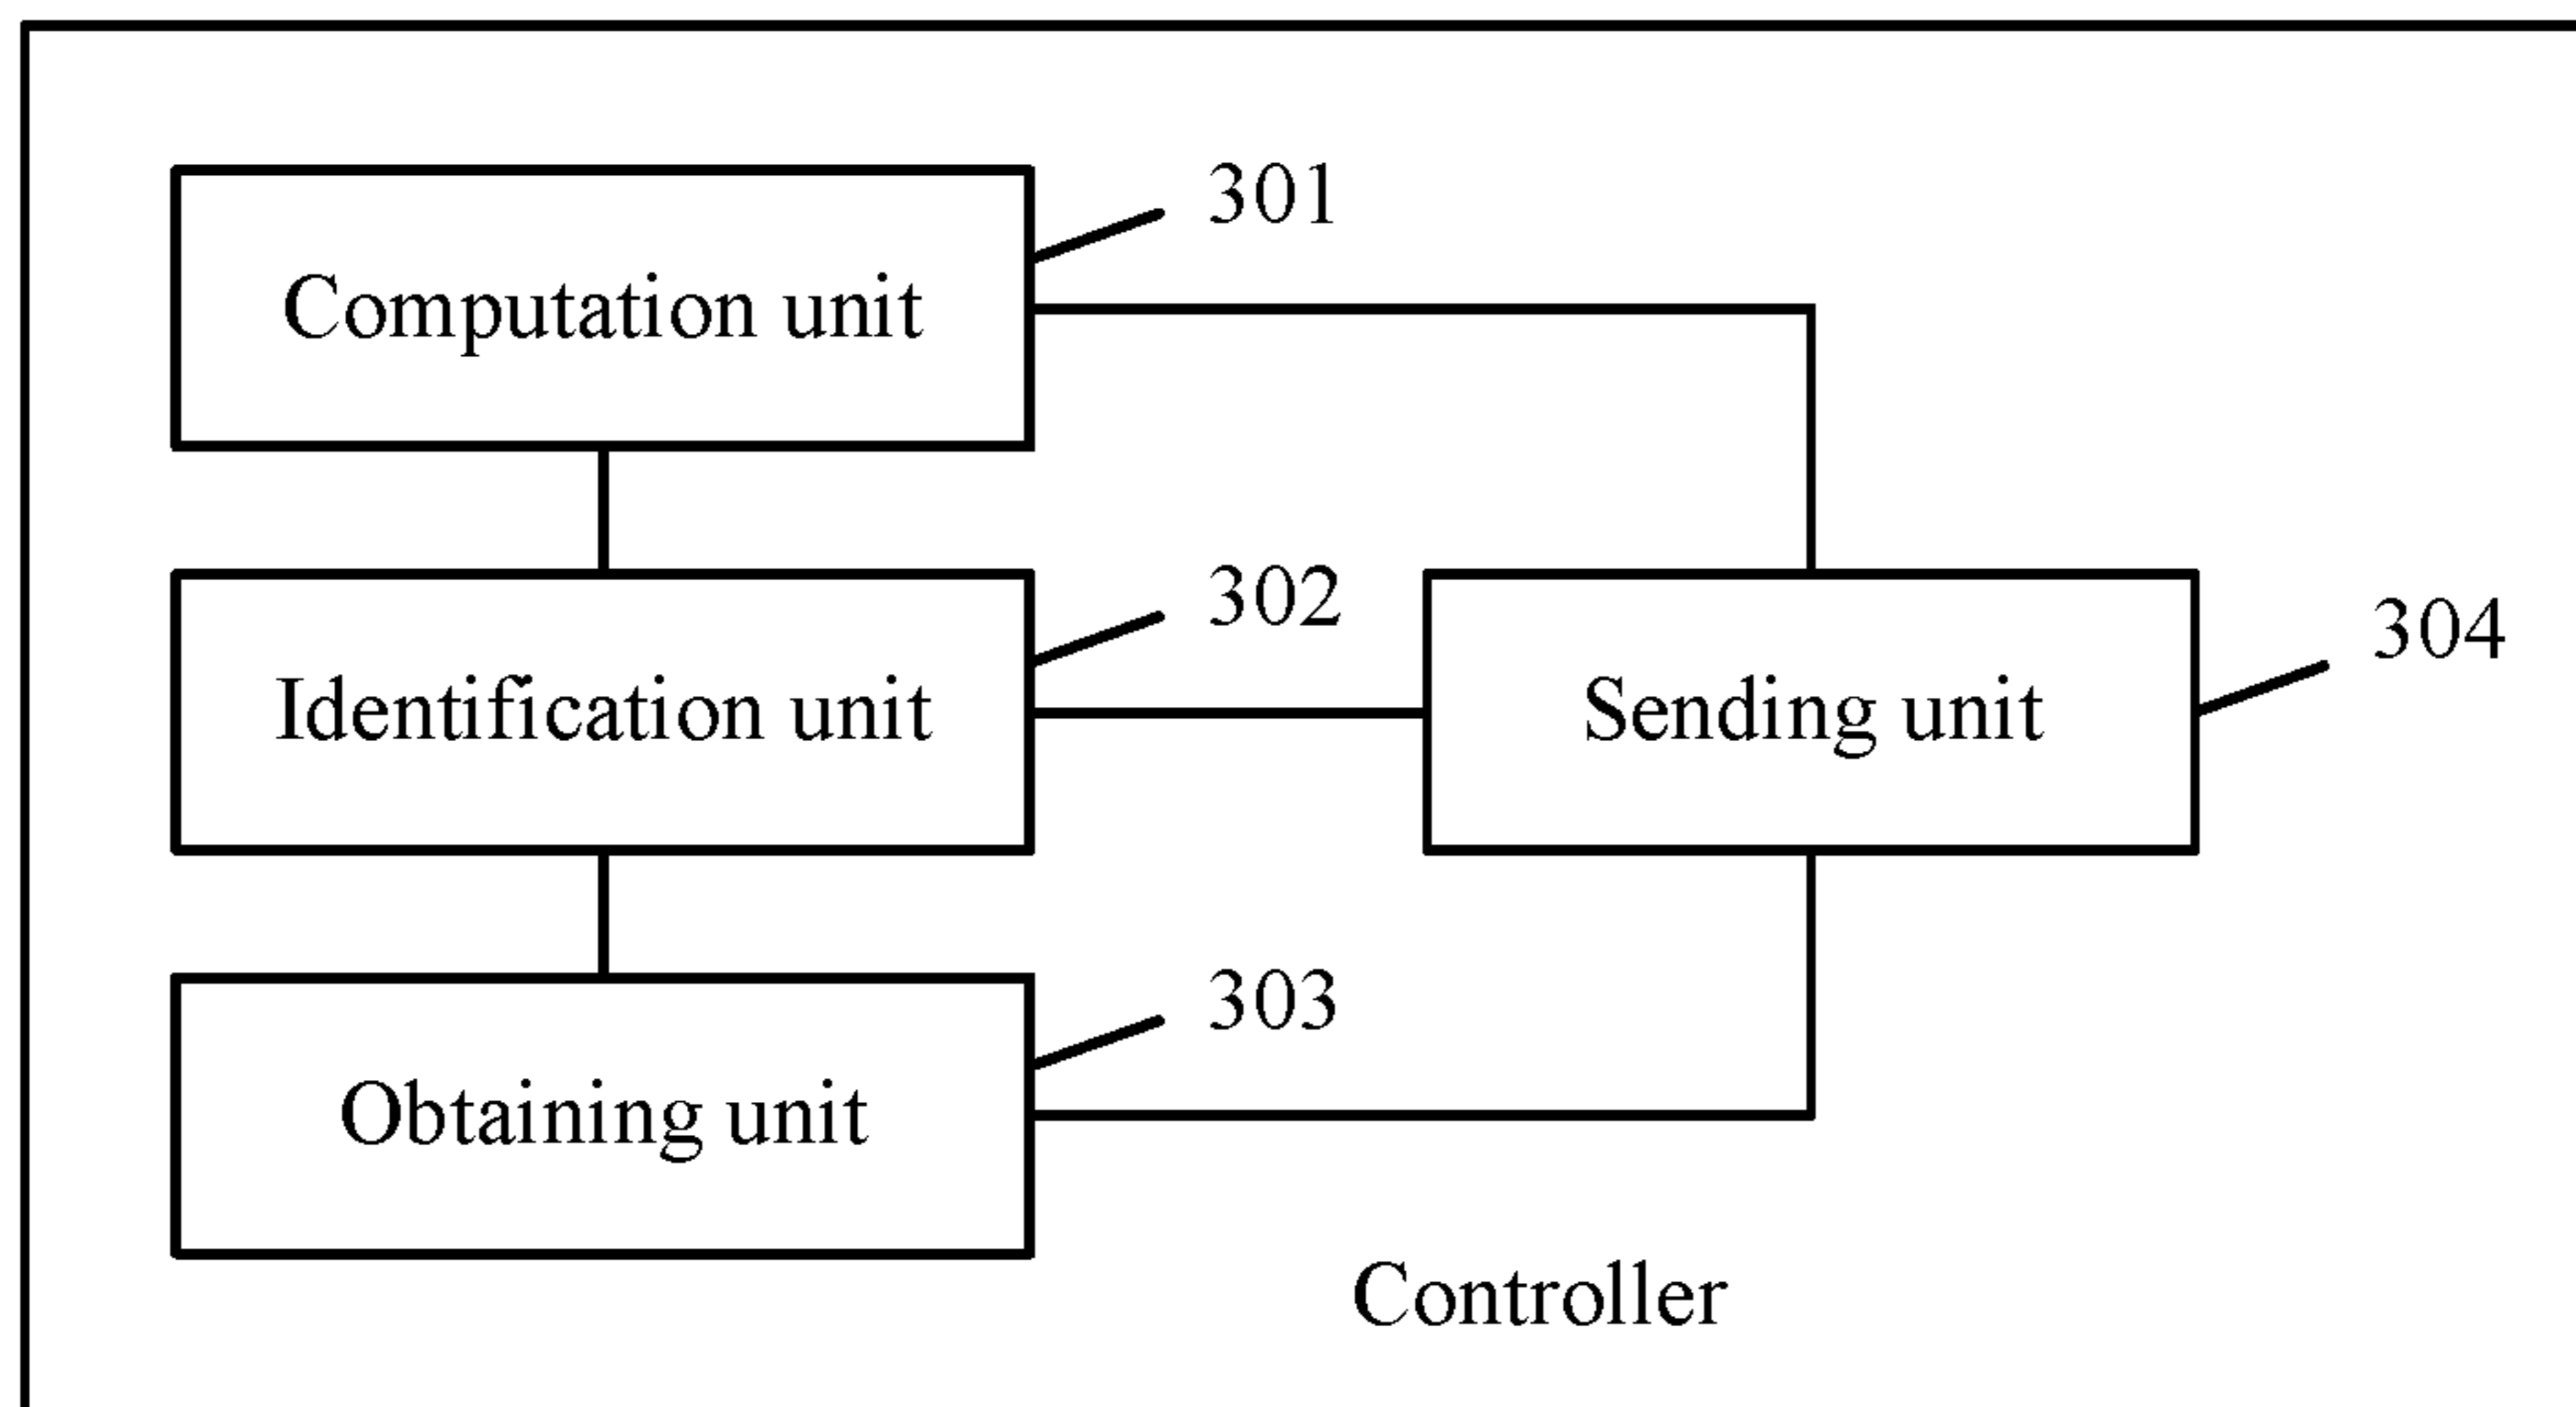 301
Computation unit
302
Identification unit
304
Sending unit
303
Obtaining unit
Controller